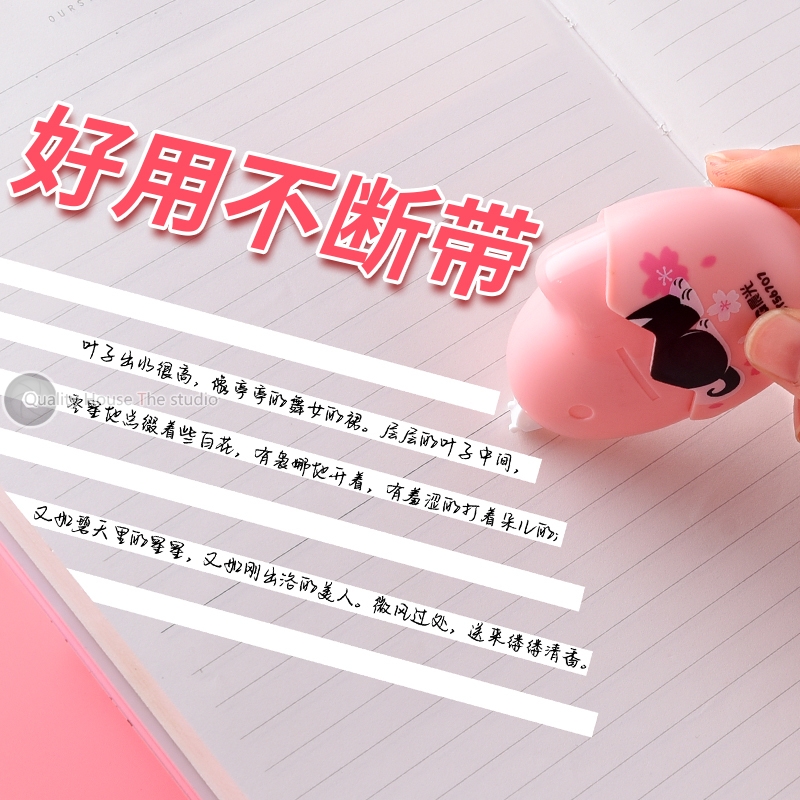 OURS
好用不断带
叶子出水很高，像亭亭的舞女的裙。层层的叶子中间，
Quality House The studio
零星地点缀着些白花，有袅娜地开着，有羞涩的打着朵儿的；
又如碧天里的星星，又如刚出浴的美人。微风过处，送来缕缕清香。
晨光